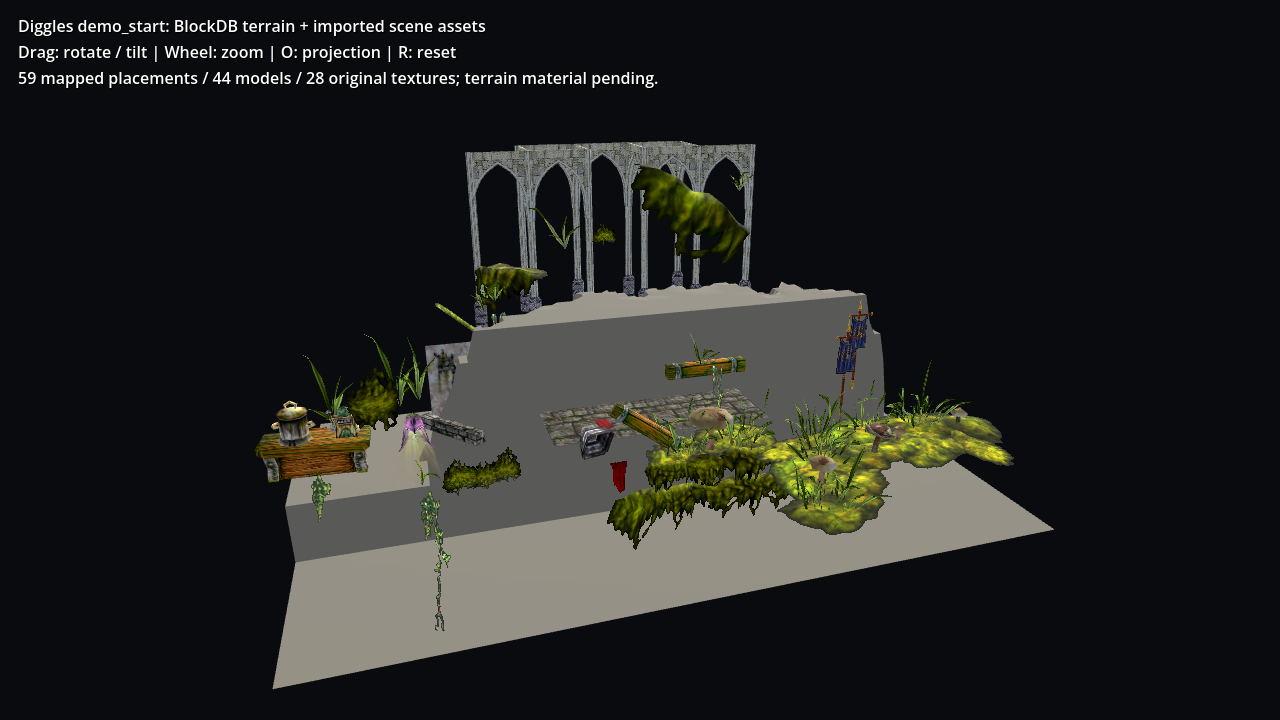 Diggles demo_start: BlockDB terrain + imported scene assets
Drag: rotate / tilt | Wheel: zoom | O: projection | R: reset
59 mapped placements / 44 models / 28 original textures; terrain material pending.